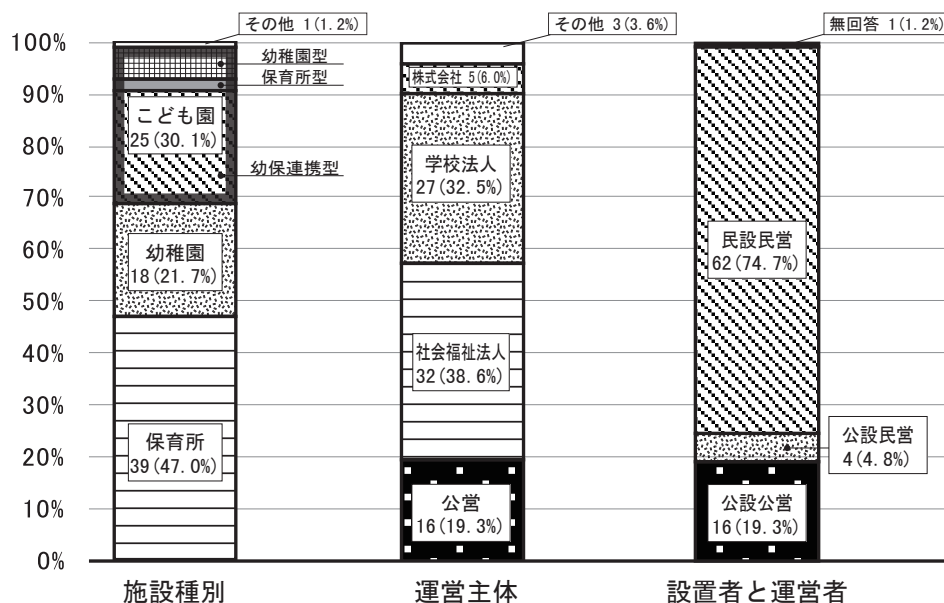 その他 1(1.2%)
その他 3(3.6%)
無回答 1(1.2%)
100%
90%
80%
70%
60%
50%
40%
30%
20%
10%
0%
幼稚園型
保育所型
こども園
25(30.1%)
幼保連携型
幼稚園
18(21.7%)
保育所
39(47.0%)
株式会社 5(6.0%)
学校法人
27(32.5%)
社会福祉法人
32(38.6%)
公営
16(19.3%)
民設民営
62(74.7%)
公設民営
4(4.8%)
公設公営
16(19.3%)
施設種別
運営主体
設置者と運営者